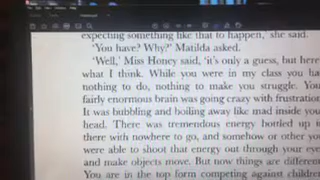 expecting something like that to happen,' she said.
'You have? Why?' Matilda asked.
'Well,' Miss Honey said, 'it's only a guess, but here
what I think. While you were in my class you ha
nothing to do, nothing to make you struggle. You
fairly enormous brain was going crazy with frustration
It was bubbling and boiling away like mad inside you
head. There was tremendous energy bottled up in
there with nowhere to go, and somehow or other you
were able to shoot that energy out through your eye
and make objects move. But now things are differen
You are in the top form competing against children